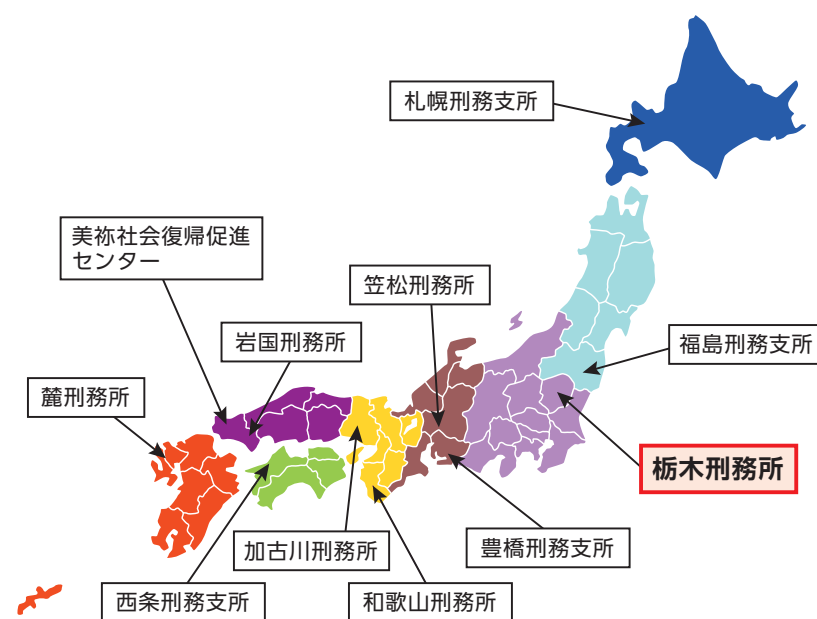 札幌刑務支所
美祢社会復帰促進
センター
笠松刑務所
岩国刑務所
福島刑務支所
麓刑務所
栃木刑務所
加古川刑務所
豊橋刑務支所
西条刑務支所
和歌山刑務所